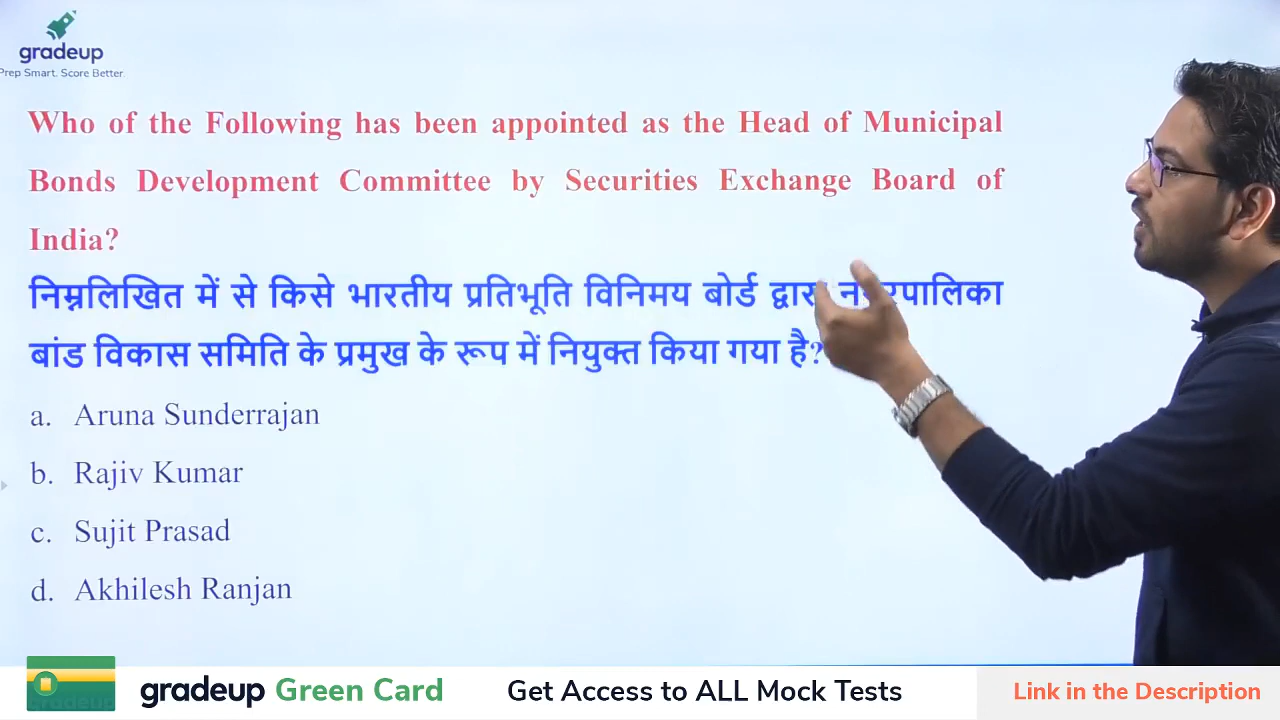 gradeup
Prep Smart. Score Better.
Who of the Following has been appointed as the Head of Municipal
Bonds Development Committee by Securities Exchange Board of
India?
निम्नलिखित में से किसे भारतीय प्रतिभूति विनिमय बोर्ड द्वारा
बांड विकास समिति के प्रमुख के रूप में नियुक्त किया गया है?
a. Aruna Sunderrajan
b. Rajiv Kumar
c. Sujit Prasad
d. Akhilesh Ranjan
gradeup Green Card Get Access to ALL Mock Tests Link in the Description
gradeup